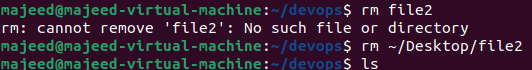 majeed@majeed-virtual-machine:~/devops$ rm file2
rm: cannot remove 'file2': No such file or directory
majeed@majeed-virtual-machine:~/devops$ rm ~/Desktop/file2
majeed@majeed-virtual-machine:~/devops$ ls